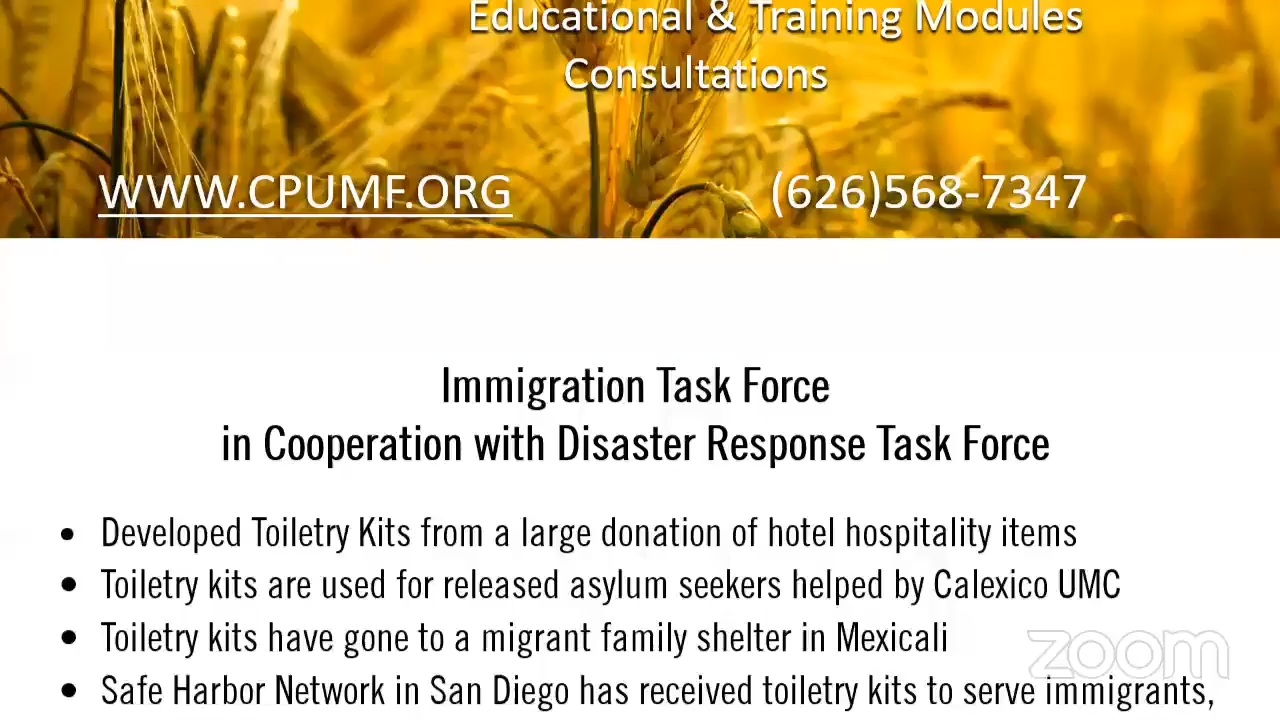 Educational & Training Modules
Consultations
WWW.CPUMF.ORG
(626)568-7347
Immigration Task Force
in Cooperation with Disaster Response Task Force
• Developed Toiletry Kits from a large donation of hotel hospitality items
• Toiletry kits are used for released asylum seekers helped by Calexico UMC
• Toiletry kits have gone to a migrant family shelter in Mexicali
• Safe Harbor Network in San Diego has received toiletry kits to serve immigrants,
zoom